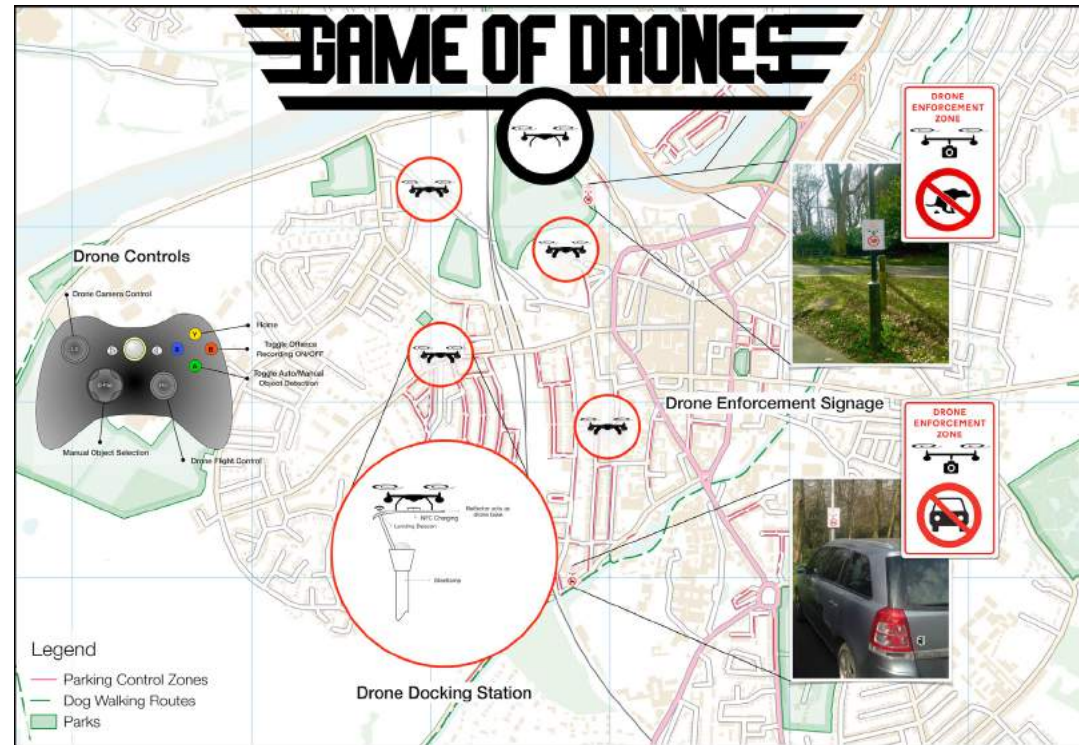 GAME OF DRONES
DRONE
ENFORCEMENT
ZONE
Drone Controls
Drone Camera Control
Home
Toggle Offence
Recording ON/OFF
Toggle Auto/Manual
Object Detection
Manual Object Selection
Drone Flight Control
Y
X
B
A
Drone Enforcement Signage
DRONE
ENFORCEMENT
ZONE
NFC Charging
Landing Beacon
Reflector acts as
drone base
Drone Docking Station
Legend
Parking Control Zones
Dog Walking Routes
Parks